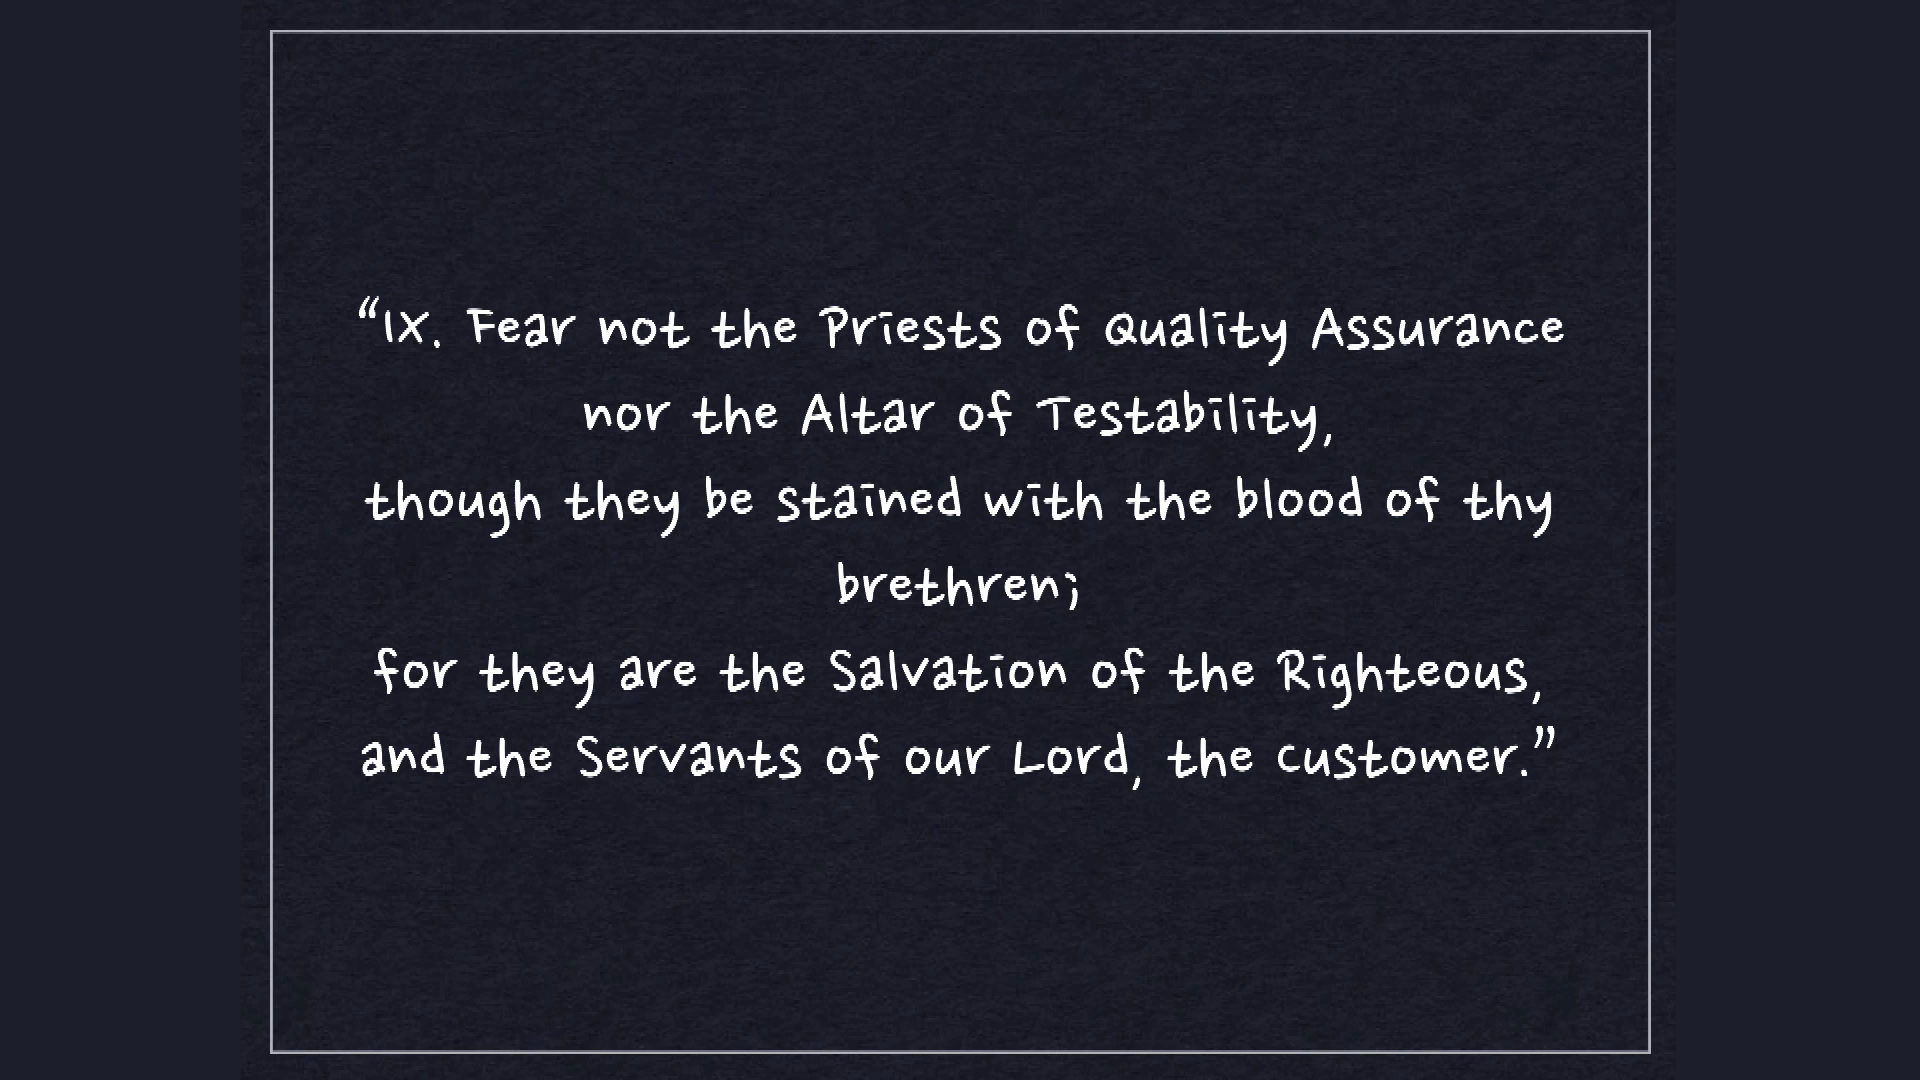 “IX. Fear not the Priests of Quality Assurance
nor the Altar of Testability,
though they be stained with the blood of thy
brethren;
for they are the Salvation of the Righteous,
and the Servants of our Lord, the Customer.”